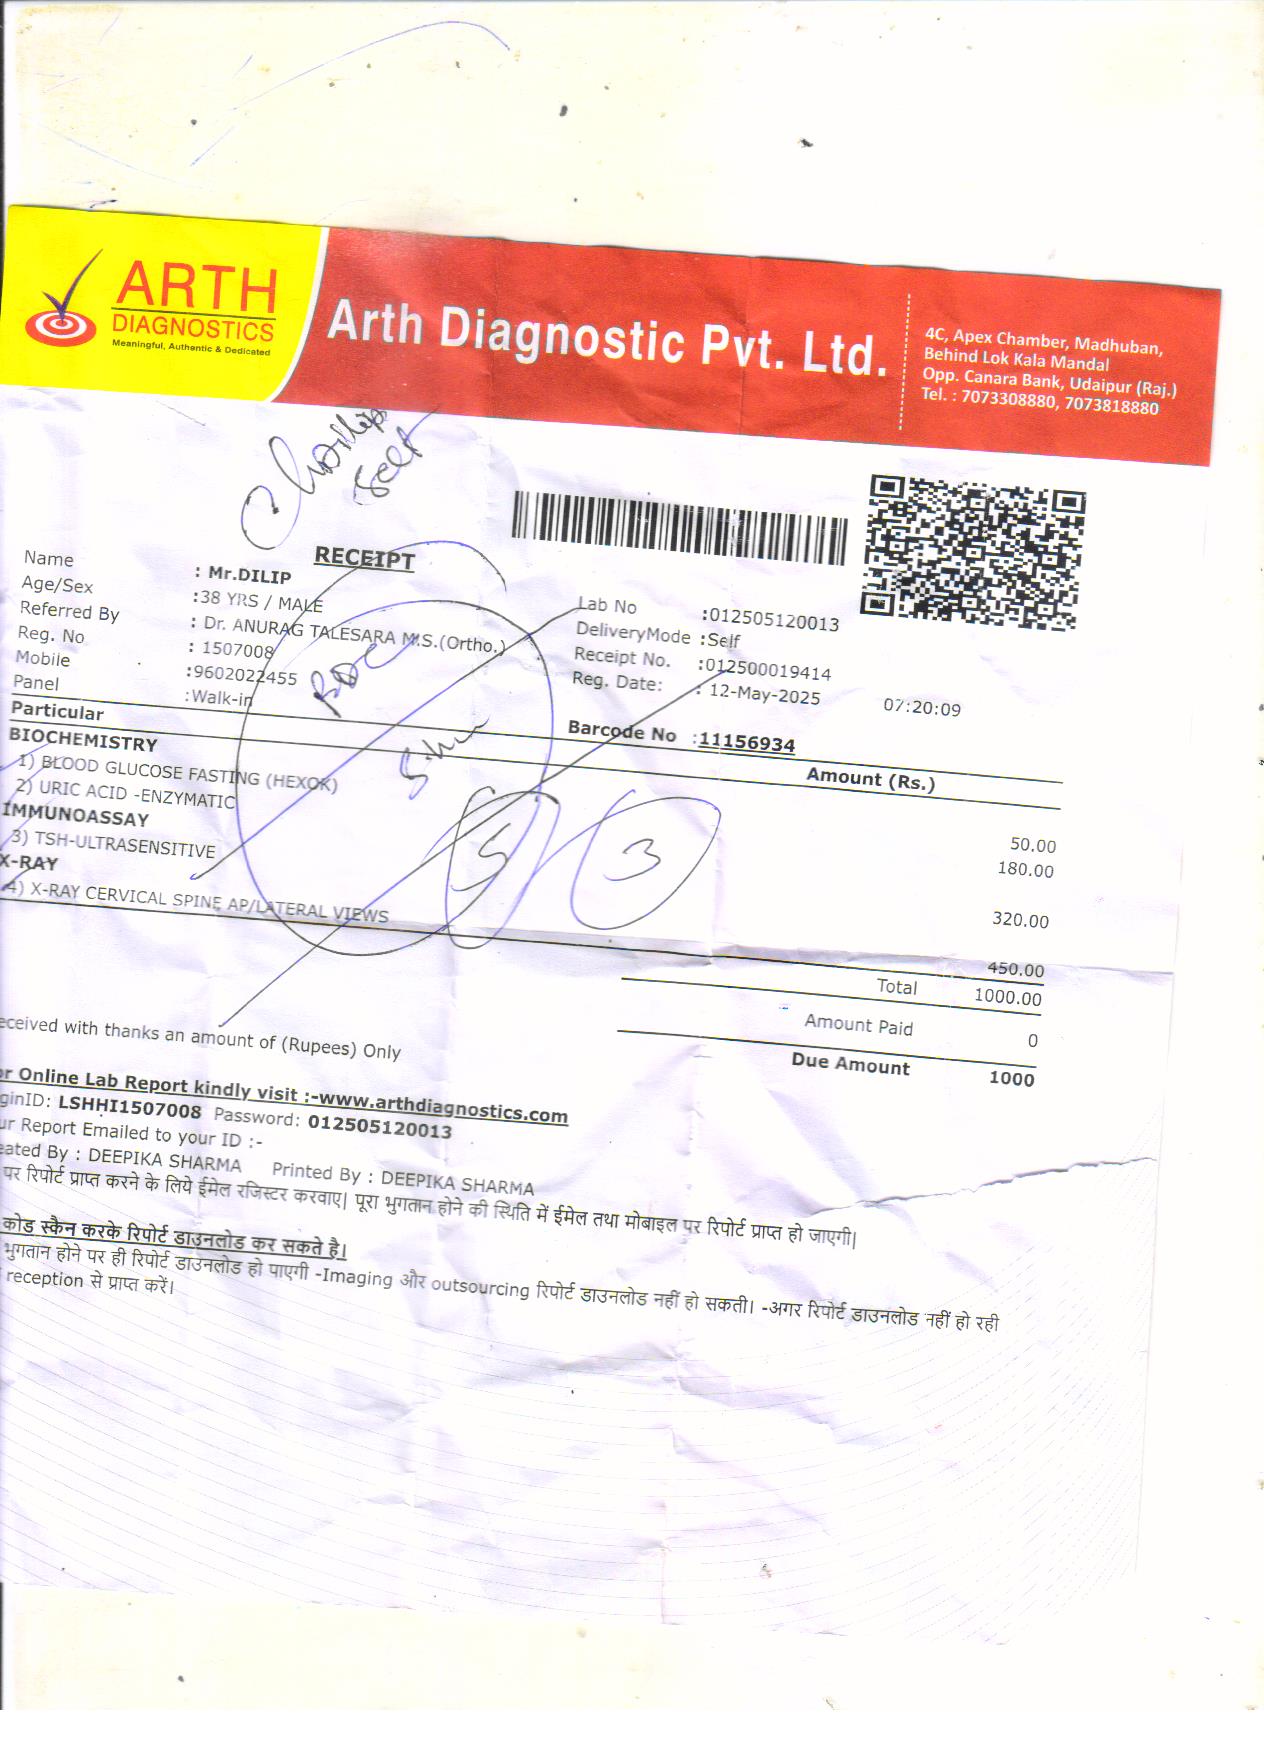 ARTH
DIAGNOSTICS
Meaningful, Authentic & Dedicated
Arth Diagnostic Pvt. Ltd.
4C, Apex Chamber, Madhuban,
Behind Lok Kala Mandal
Opp. Canara Bank, Udaipur (Raj.)
Tel. : 7073308880, 7073818880
Self
RECEIPT
Name : Mr.DILIP
Age/Sex :38 YRS / MALE
Referred By : Dr. ANURAG TALESARA M.S.(Ortho.)
Reg. No : 1507008
Mobile :9602022455
Panel :Walk-in
Lab No :012505120013
DeliveryMode :Self
Receipt No. :012500019414
Reg. Date: : 12-May-2025 07:20:09
Barcode No :11156934
Particular Amount (Rs.)
BIOCHEMISTRY
1) BLOOD GLUCOSE FASTING (HEXOK) 50.00
2) URIC ACID -ENZYMATIC 180.00
IMMUNOASSAY
3) TSH-ULTRASENSITIVE 320.00
X-RAY
4) X-RAY CERVICAL SPINE AP/LATERAL VIEWS 450.00
5 3
Total 1000.00
Amount Paid 0
Due Amount 1000
eceived with thanks an amount of (Rupees) Only
or Online Lab Report kindly visit :-www.arthdiagnostics.com
ginID: LSHHI1507008 Password: 012505120013
ur Report Emailed to your ID :-
eated By : DEEPIKA SHARMA Printed By : DEEPIKA SHARMA
पर रिपोर्ट प्राप्त करने के लिये ईमेल रजिस्टर करवाए| पूरा भुगतान होने की स्थिति में ईमेल तथा मोबाइल पर रिपोर्ट प्राप्त हो जाएगी|
कोड स्कैन करके रिपोर्ट डाउनलोड कर सकते है|
भुगतान होने पर ही रिपोर्ट डाउनलोड हो पाएगी -Imaging और outsourcing रिपोर्ट डाउनलोड नहीं हो सकती। -अगर रिपोर्ट डाउनलोड नहीं हो रही
reception से प्राप्त करें।